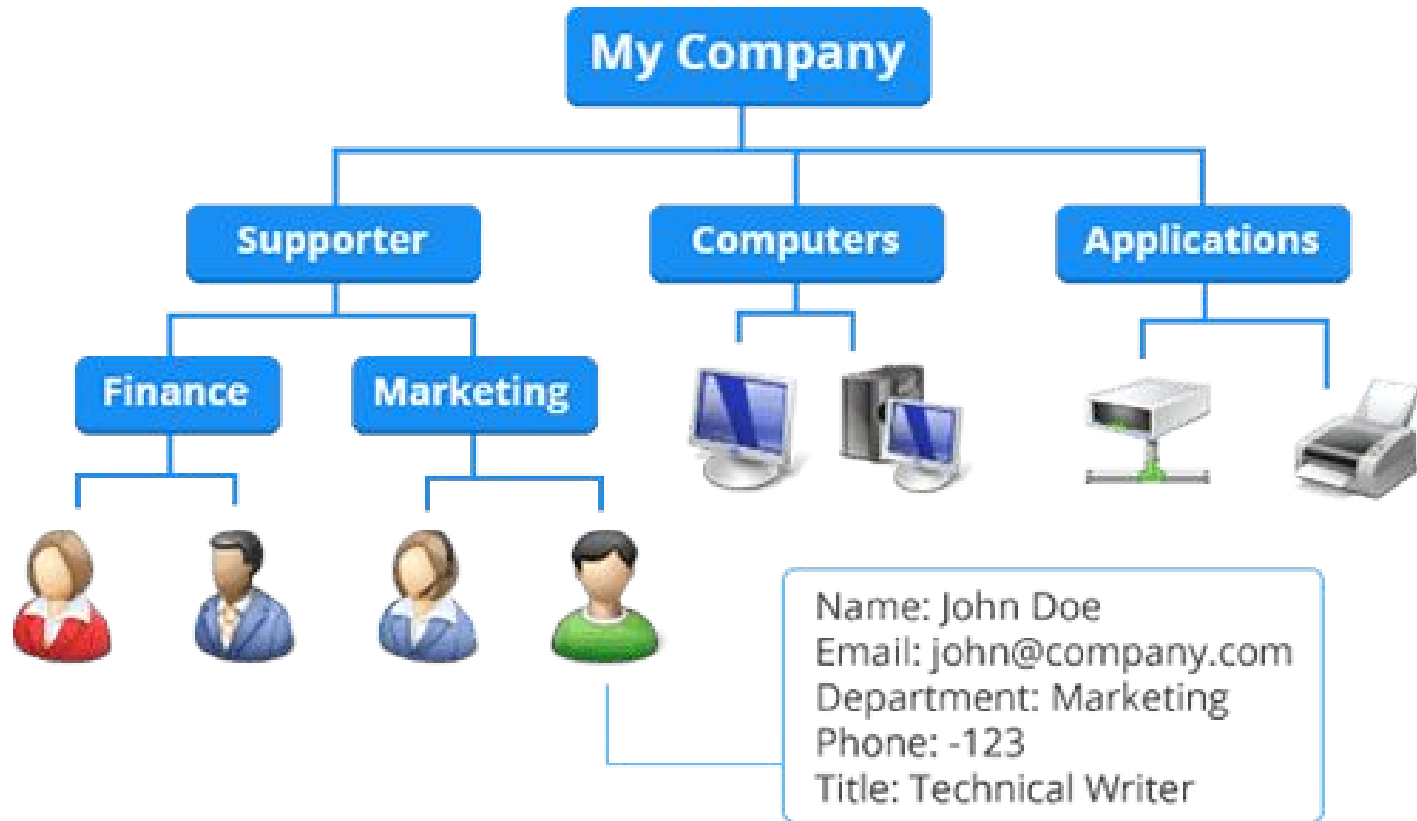 My Company
Supporter
Computers
Applications
Finance
Marketing
Name: John Doe
Email: john@company.com
Department: Marketing
Phone: -123
Title: Technical Writer